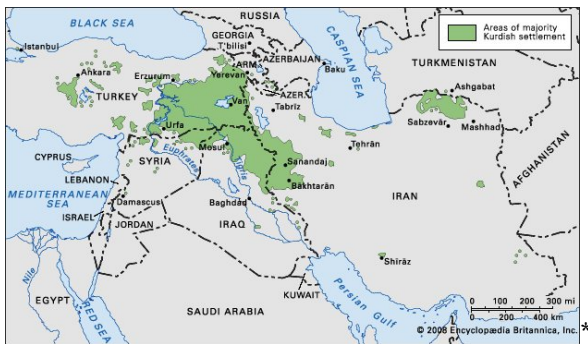 RUSSIA
BLACK SEA
CASPIAN SEA
Areas of majority
Kurdish settlement
GEORGIA
T'bilisi
Istanbul
ARM.
AZERBAIJAN
Baku
TURKMENISTAN
Ankara
Erzurum
Yerevan
AZER.
Ashgabat
TURKEY
Van
Tabrīz
Sabzevār
Mashhad
Urfa
Mosul
Tehrān
AFGHANISTAN
CYPRUS
SYRIA
Euphrates
Tigris
Sanandaj
LEBANON
Bākhtarān
IRAN
MEDITERRANEAN
SEA
Damascus
Baghdād
ISRAEL
JORDAN
IRAQ
Nile
Shīrāz
KUWAIT
Persian Gulf
EGYPT
RED SEA
SAUDI ARABIA
0 100 200 300 mi
0 200 400 km
© 2008 Encyclopædia Britannica, Inc. *